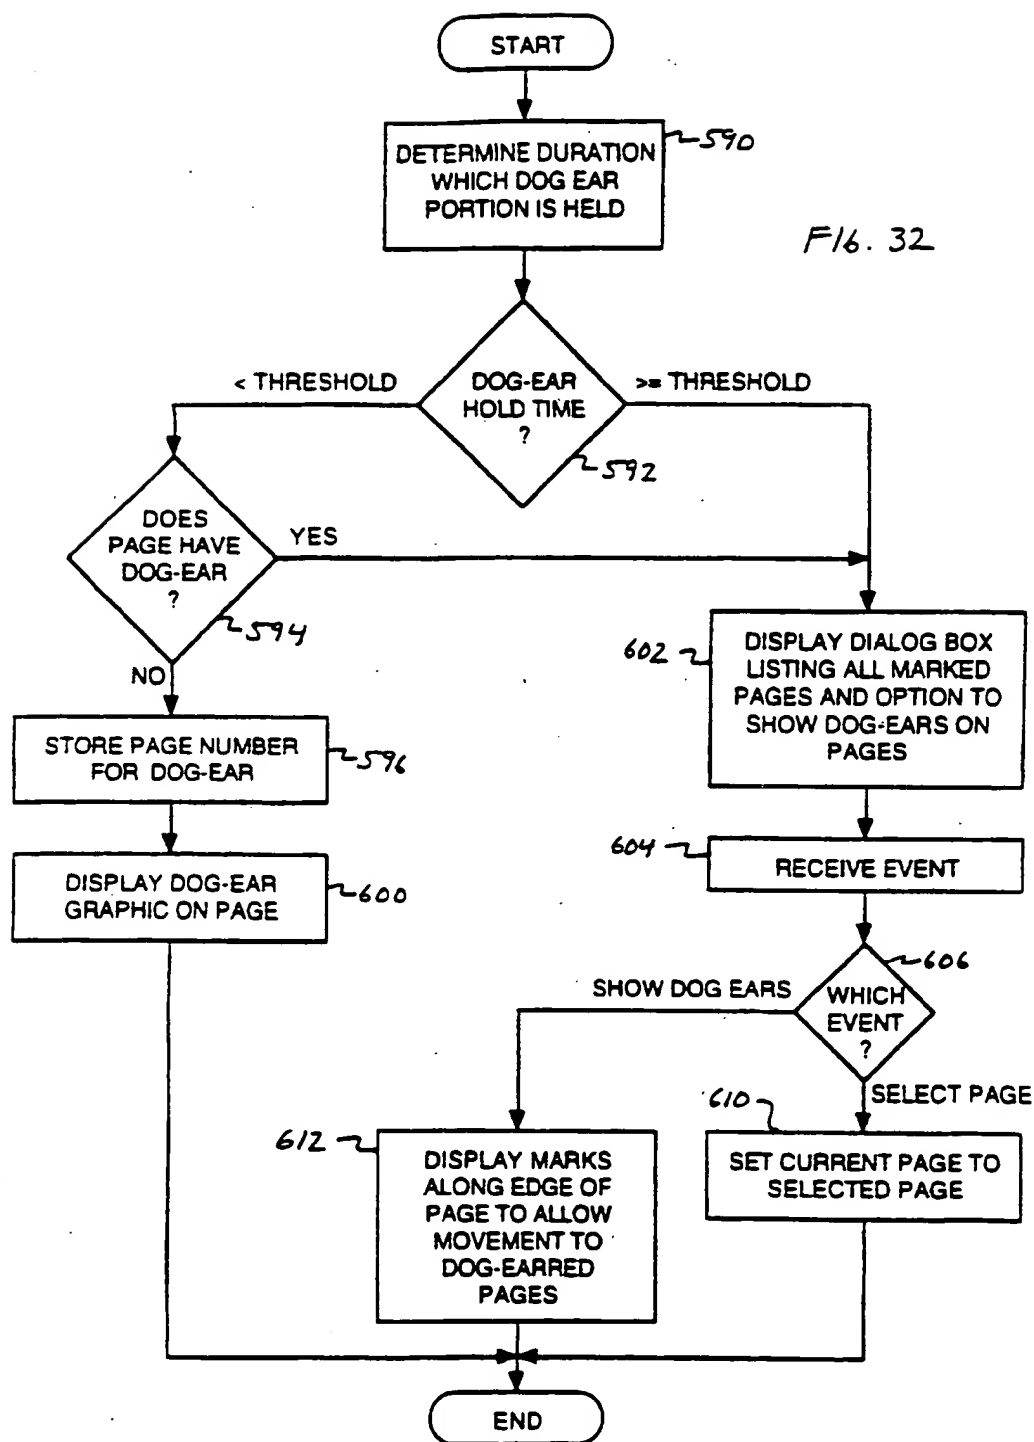 START
DETERMINE DURATION
WHICH DOG EAR
PORTION IS HELD
590
FIG. 32
< THRESHOLD
DOG-EAR
HOLD TIME
?
>= THRESHOLD
592
DOES
PAGE HAVE
DOG-EAR
?
YES
594
NO
602
DISPLAY DIALOG BOX
LISTING ALL MARKED
PAGES AND OPTION TO
SHOW DOG-EARS ON
PAGES
STORE PAGE NUMBER
FOR DOG-EAR
596
604
RECEIVE EVENT
DISPLAY DOG-EAR
GRAPHIC ON PAGE
600
606
SHOW DOG EARS
WHICH
EVENT
?
SELECT PAGE
610
SET CURRENT PAGE TO
SELECTED PAGE
612
DISPLAY MARKS
ALONG EDGE OF
PAGE TO ALLOW
MOVEMENT TO
DOG-EARRED
PAGES
END